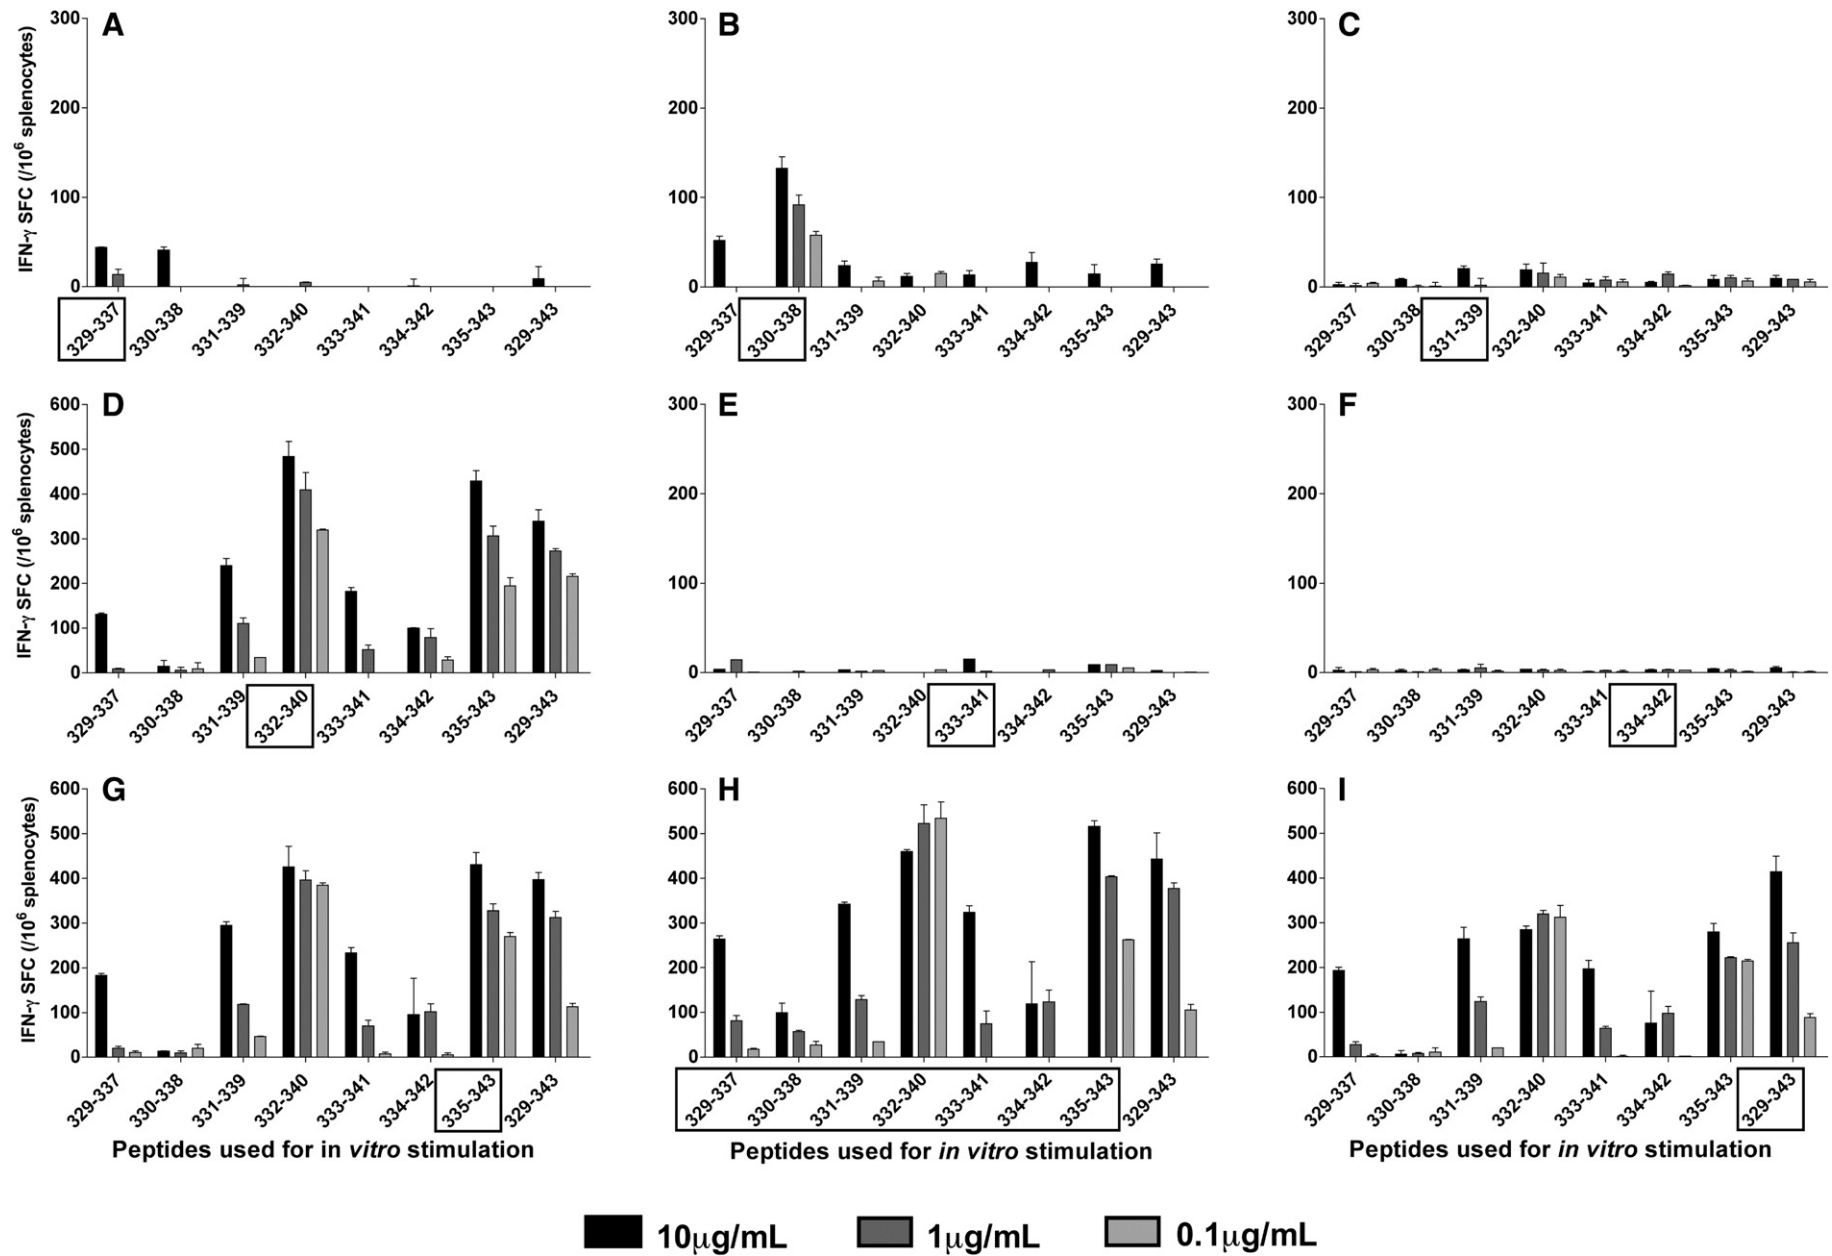 A
B
C
IFN-γ SFC (/10⁶ splenocytes)
300
200
100
0
300
200
100
0
300
200
100
0
329-337 330-338 331-339 332-340 333-341 334-342 335-343 329-343
329-337 330-338 331-339 332-340 333-341 334-342 335-343 329-343
329-337 330-338 331-339 332-340 333-341 334-342 335-343 329-343
D
E
F
IFN-γ SFC (/10⁶ splenocytes)
600
500
400
300
200
100
0
300
200
100
0
300
200
100
0
329-337 330-338 331-339 332-340 333-341 334-342 335-343 329-343
329-337 330-338 331-339 332-340 333-341 334-342 335-343 329-343
329-337 330-338 331-339 332-340 333-341 334-342 335-343 329-343
G
H
I
IFN-γ SFC (/10⁶ splenocytes)
600
500
400
300
200
100
0
600
500
400
300
200
100
0
600
500
400
300
200
100
0
329-337 330-338 331-339 332-340 333-341 334-342 335-343 329-343
329-337 330-338 331-339 332-340 333-341 334-342 335-343 329-343
329-337 330-338 331-339 332-340 333-341 334-342 335-343 329-343
Peptides used for in vitro stimulation
Peptides used for in vitro stimulation
Peptides used for in vitro stimulation
10μg/mL 1μg/mL 0.1μg/mL